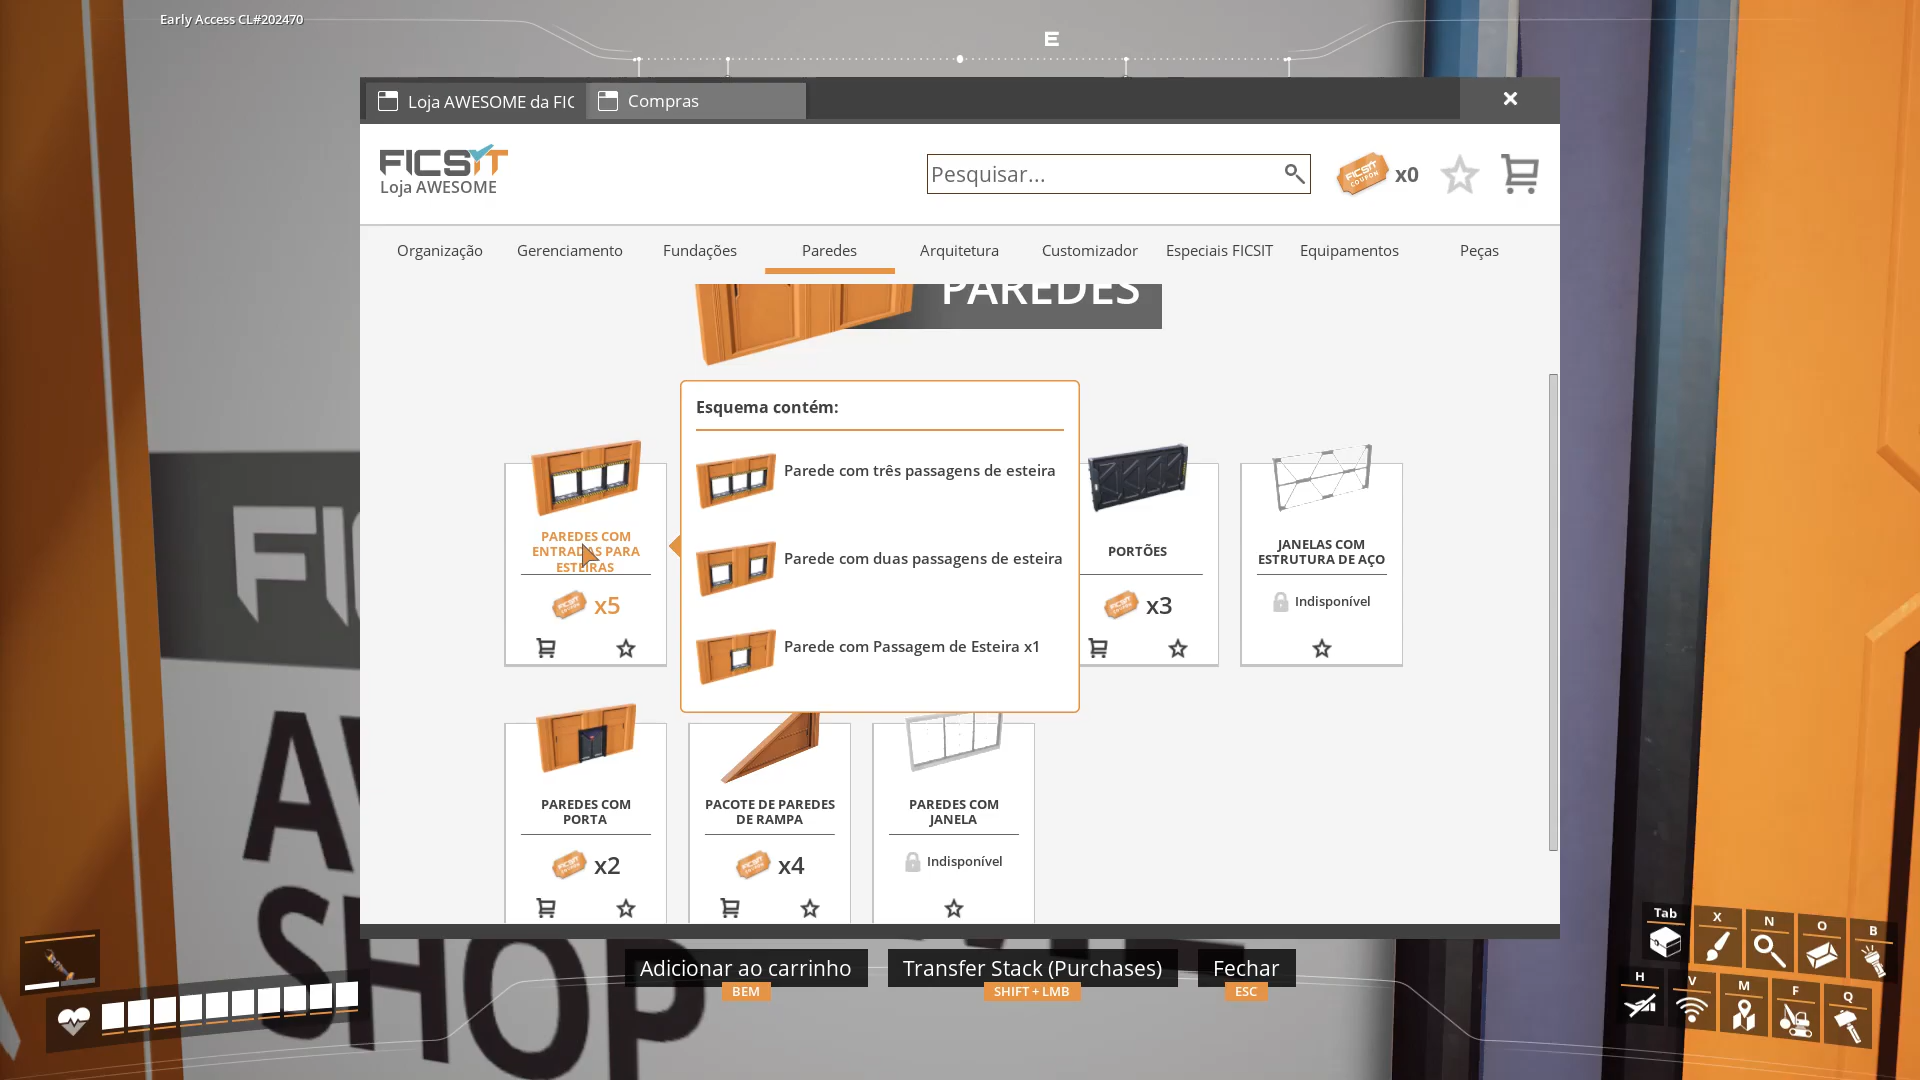 Early Access CL#202470
E
Loja AWESOME da FIC
Compras
FICSIT
Loja AWESOME
Pesquisar...
FICSIT COUPON
x0
Organização
Gerenciamento
Fundações
Paredes
Arquitetura
Customizador
Especiais FICSIT
Equipamentos
Peças
PAREDES
Esquema contém:
Parede com três passagens de esteira
Parede com duas passagens de esteira
Parede com Passagem de Esteira x1
PAREDES COM
ENTRADAS PARA
ESTEIRAS
x5
PORTÕES
x3
JANELAS COM
ESTRUTURA DE AÇO
Indisponível
PAREDES COM
PORTA
x2
PACOTE DE PAREDES
DE RAMPA
x4
PAREDES COM
JANELA
Indisponível
FIC
SHOP
Adicionar ao carrinho
BEM
Transfer Stack (Purchases)
SHIFT + LMB
Fechar
ESC
Tab
X
N
O
B
H
V
M
F
Q